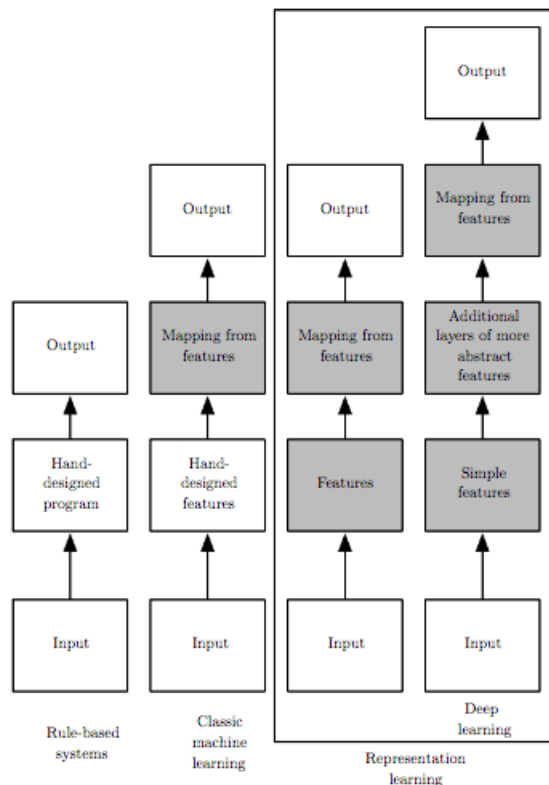 Output
Output
Output
Mapping from
features
Output
Mapping from
features
Mapping from
features
Additional
layers of more
abstract
features
Hand-
designed
program
Hand-
designed
features
Features
Simple
features
Input
Input
Input
Input
Rule-based
systems
Classic
machine
learning
Deep
learning
Representation
learning